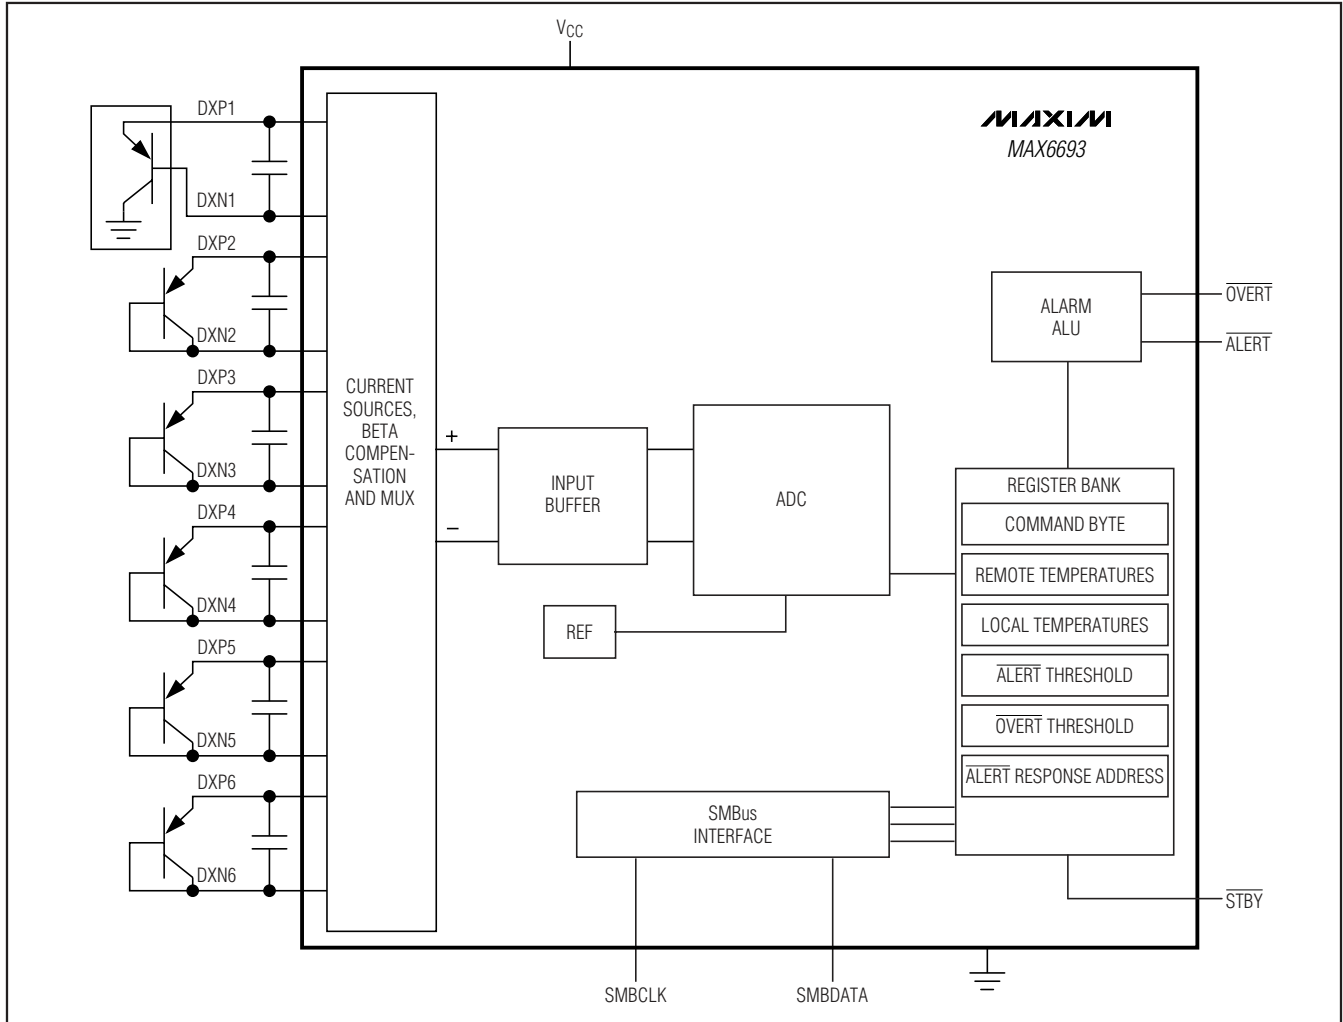 VCC
MAXIM
MAX6693
DXP1
DXN1
DXP2
DXN2
DXP3
DXN3
DXP4
DXN4
DXP5
DXN5
DXP6
DXN6
CURRENT
SOURCES,
BETA
COMPEN-
SATION
AND MUX
+
−
INPUT
BUFFER
ADC
REF
ALARM
ALU
OVERT
ALERT
REGISTER BANK
COMMAND BYTE
REMOTE TEMPERATURES
LOCAL TEMPERATURES
ALERT THRESHOLD
OVERT THRESHOLD
ALERT RESPONSE ADDRESS
SMBus
INTERFACE
STBY
SMBCLK
SMBDATA